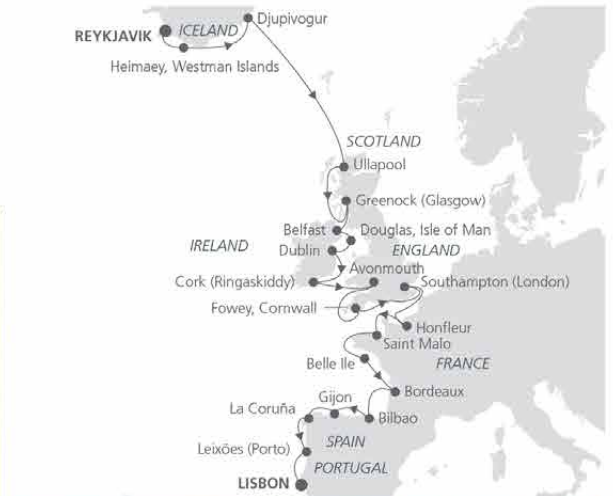 Djupivogur
ICELAND
REYKJAVIK
Heimaey, Westman Islands
SCOTLAND
Ullapool
Greenock (Glasgow)
Belfast
Douglas, Isle of Man
IRELAND
Dublin
ENGLAND
Avonmouth
Cork (Ringaskiddy)
Southampton (London)
Fowey, Cornwall
Honfleur
Saint Malo
Belle Ile
FRANCE
Bordeaux
Gijon
La Coruña
Bilbao
SPAIN
Leixões (Porto)
PORTUGAL
LISBON